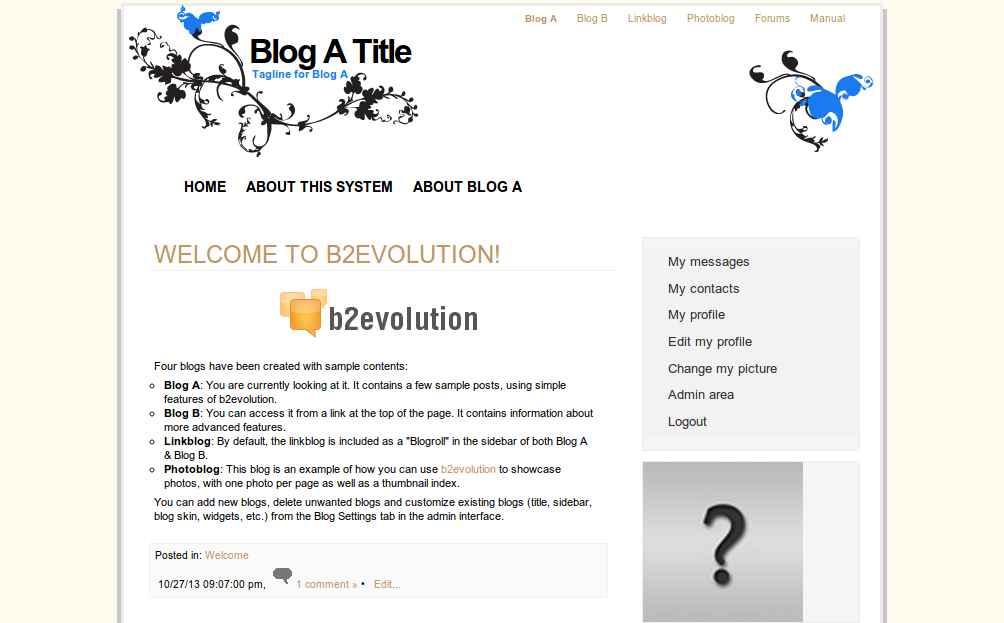 Blog A Blog B Linkblog Photoblog Forums Manual
Blog A Title
Tagline for Blog A
HOME ABOUT THIS SYSTEM ABOUT BLOG A
WELCOME TO B2EVOLUTION!
b2evolution
Four blogs have been created with sample contents:
Blog A: You are currently looking at it. It contains a few sample posts, using simple
features of b2evolution.
Blog B: You can access it from a link at the top of the page. It contains information about
more advanced features.
Linkblog: By default, the linkblog is included as a "Blogroll" in the sidebar of both Blog A
& Blog B.
Photoblog: This blog is an example of how you can use b2evolution to showcase
photos, with one photo per page as well as a thumbnail index.
You can add new blogs, delete unwanted blogs and customize existing blogs (title, sidebar,
blog skin, widgets, etc.) from the Blog Settings tab in the admin interface.
Posted in: Welcome
10/27/13 09:07:00 pm, 1 comment » • Edit...
My messages
My contacts
My profile
Edit my profile
Change my picture
Admin area
Logout
?